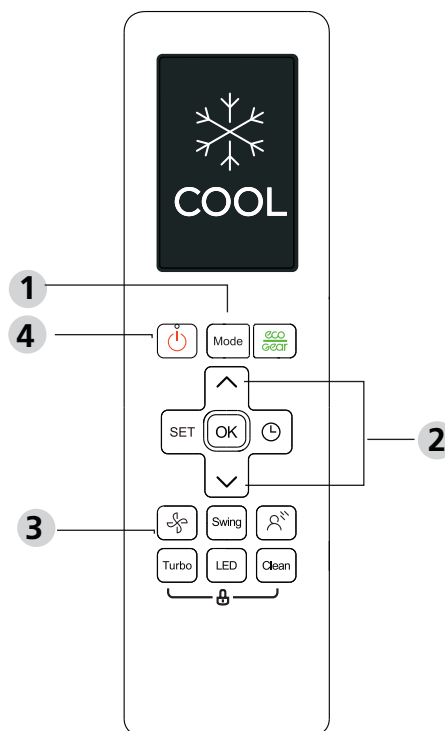 COOL
1
4
Mode
eco
Gear
SET
OK
2
3
Swing
Turbo
LED
Clean